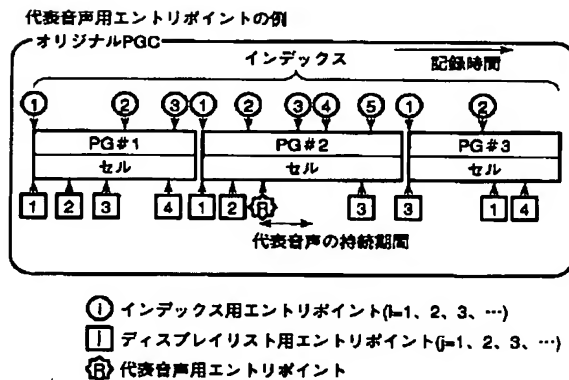 代表音声用エントリポイントの例
オリジナルPGC
インデックス
記録時間
1 2 3 1 2 3 4 5 1 2
PG#1 PG#2 PG#3
セル セル セル
1 2 3 4 1 2 R 3 3 1 4
代表音声の持続期間
i インデックス用エントリポイント(i=1、2、3、…)
j ディスプレイリスト用エントリポイント(j=1、2、3、…)
R 代表音声用エントリポイント